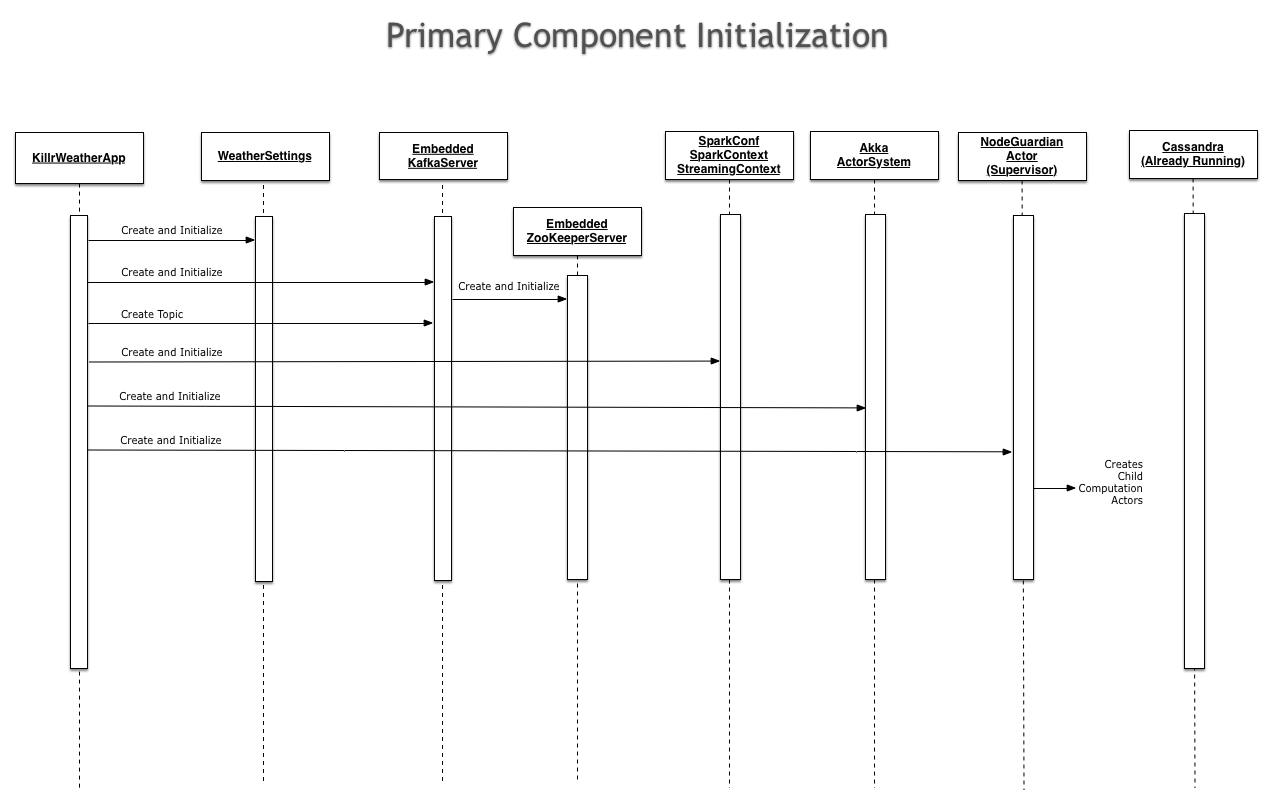 Primary Component Initialization
KillrWeatherApp
WeatherSettings
Embedded
KafkaServer
SparkConf
SparkContext
StreamingContext
Akka
ActorSystem
NodeGuardian
Actor
(Supervisor)
Cassandra
(Already Running)
Embedded
ZooKeeperServer
Create and Initialize
Create and Initialize
Create and Initialize
Create Topic
Create and Initialize
Create and Initialize
Create and Initialize
Creates
Child
Computation
Actors